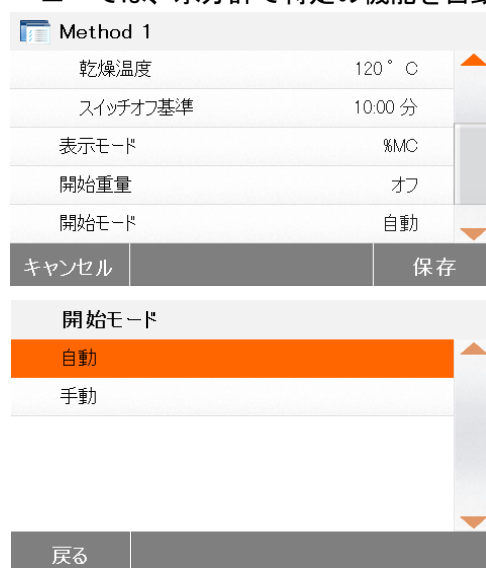 Method 1
乾燥温度 120° C
スイッチオフ基準 10:00 分
表示モード %MC
開始重量 オフ
開始モード 自動
キャンセル 保存
開始モード
自動
手動
戻る